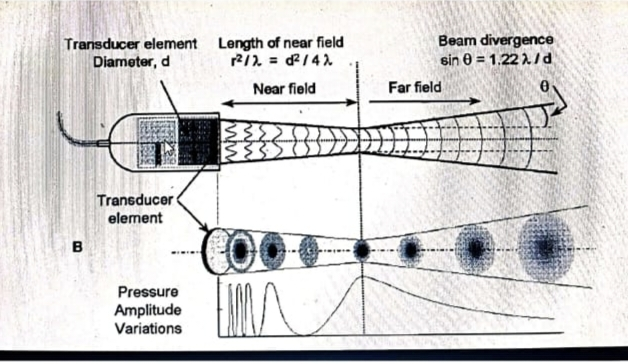 Transducer element
Diameter, d
Length of near field
r²/λ = d²/4λ
Beam divergence
sin θ = 1.22 λ/d
Near field
Far field
θ
Transducer
element
B
Pressure
Amplitude
Variations